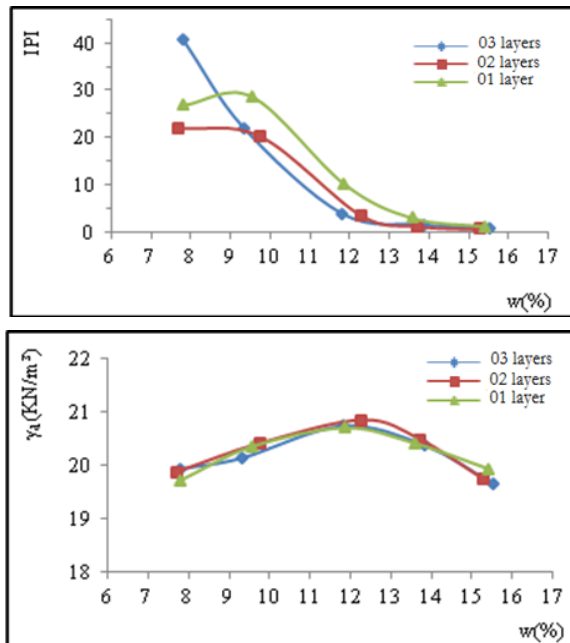 IPI
40
30
20
10
0
6 7 8 9 10 11 12 13 14 15 16 17
w(%)
03 layers
02 layers
01 layer
γd(KN/m³)
22
21
20
19
18
6 7 8 9 10 11 12 13 14 15 16 17
w(%)
03 layers
02 layers
01 layer